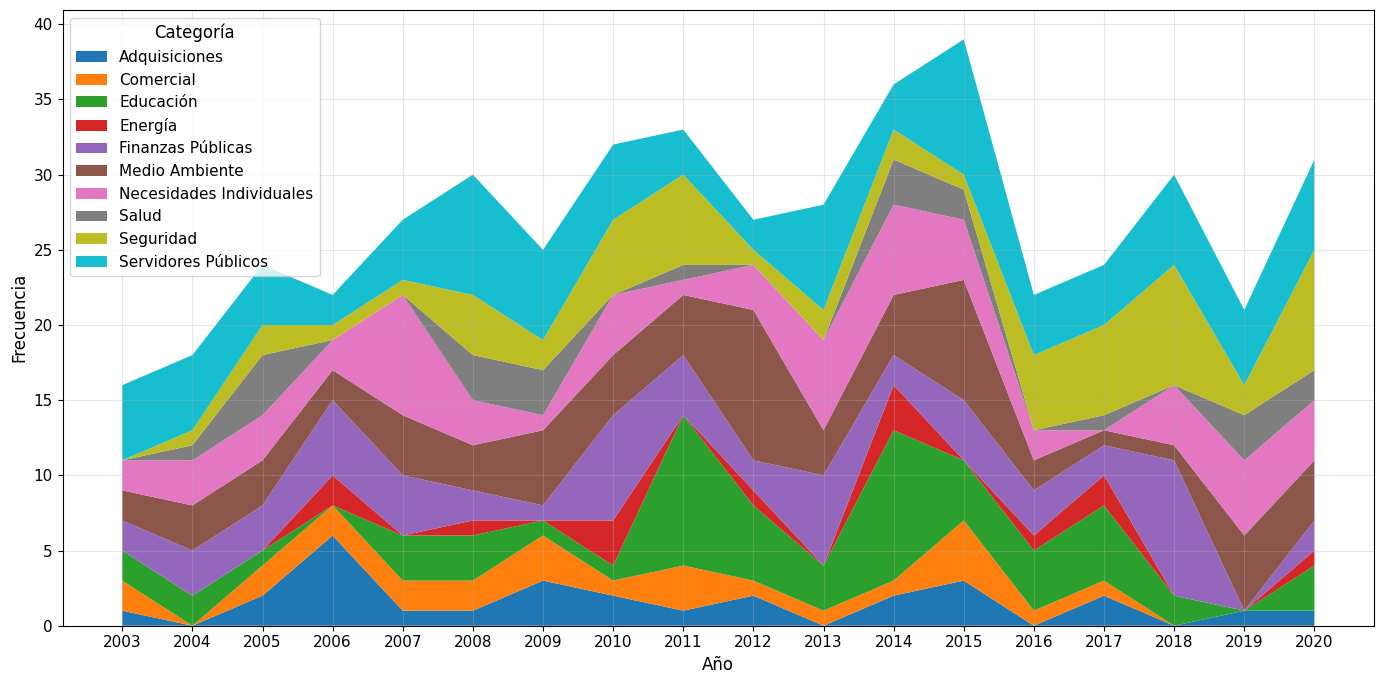 Categoría
Adquisiciones
Comercial
Educación
Energía
Finanzas Públicas
Medio Ambiente
Necesidades Individuales
Salud
Seguridad
Servidores Públicos
Frecuencia
40
35
30
25
20
15
10
5
0
2003 2004 2005 2006 2007 2008 2009 2010 2011 2012 2013 2014 2015 2016 2017 2018 2019 2020
Año